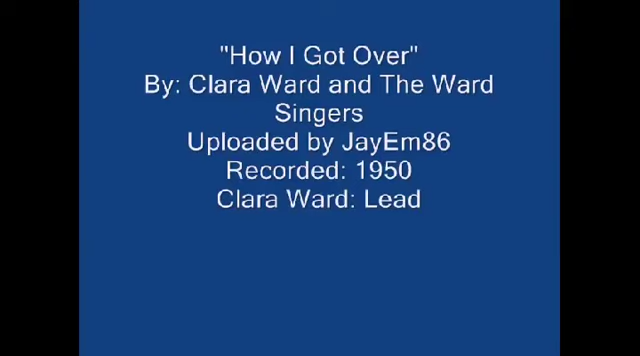 "How I Got Over"
By: Clara Ward and The Ward
Singers
Uploaded by JayEm86
Recorded: 1950
Clara Ward: Lead